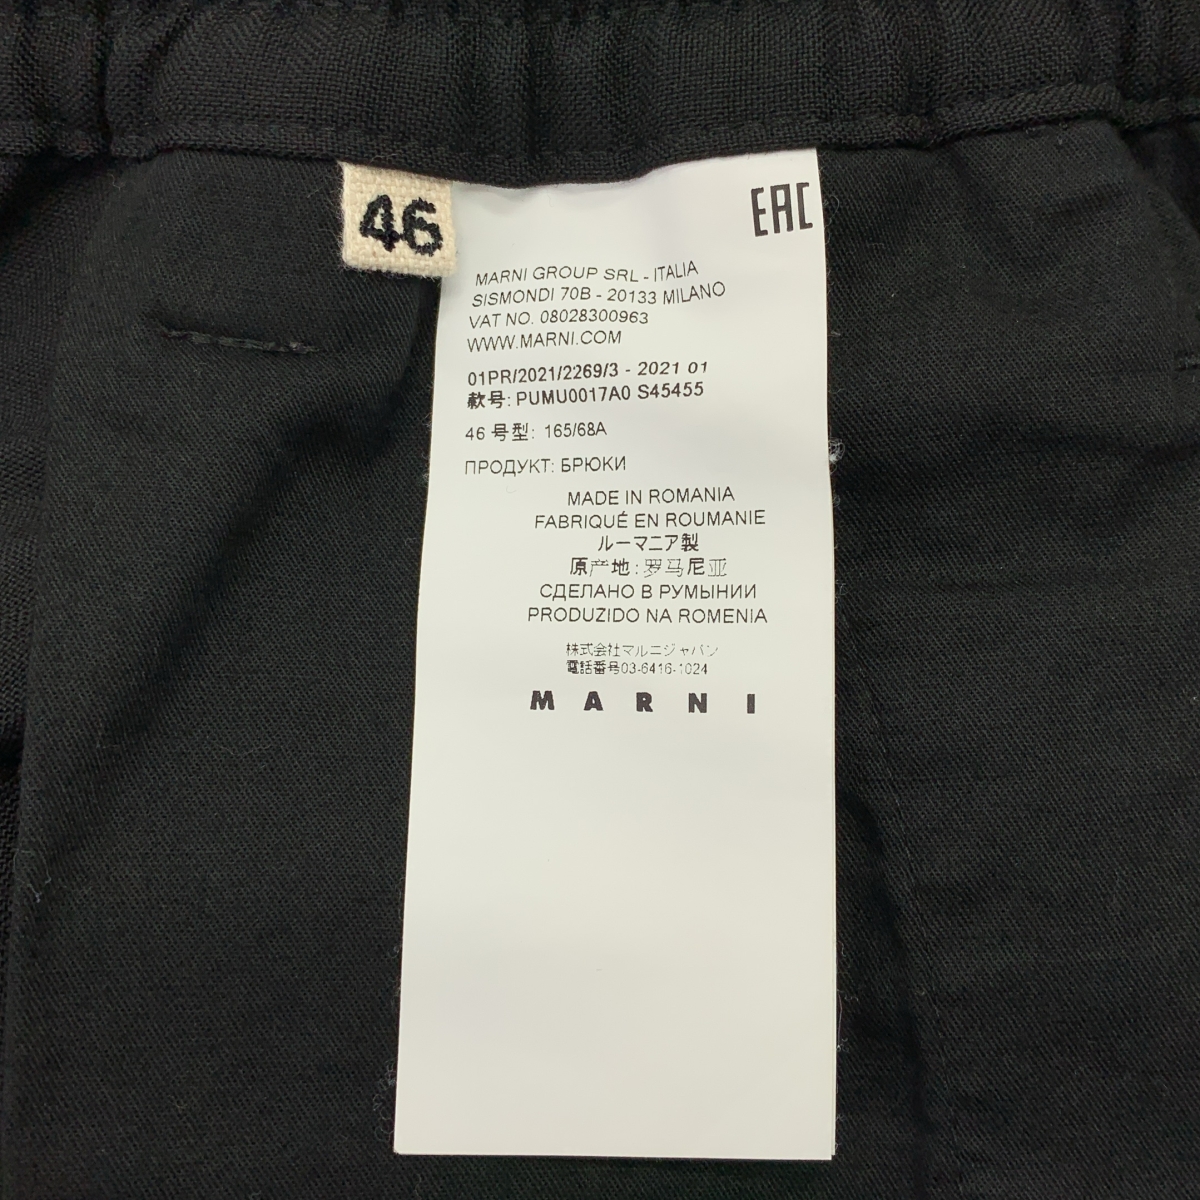 46
EAC
MARNI GROUP SRL - ITALIA
SISMONDI 70B - 20133 MILANO
VAT NO. 08028300963
WWW.MARNI.COM
01PR/2021/2269/3 - 2021 01
款号: PUMU0017A0 S45455
46 号型: 165/68A
ПРОДУКТ: БРЮКИ
MADE IN ROMANIA
FABRIQUÉ EN ROUMANIE
ルーマニア製
原产地: 罗马尼亚
СДЕЛАНО В РУМЫНИИ
PRODUZIDO NA ROMENIA
株式会社マルニジャパン
電話番号03-6416-1024
MARNI